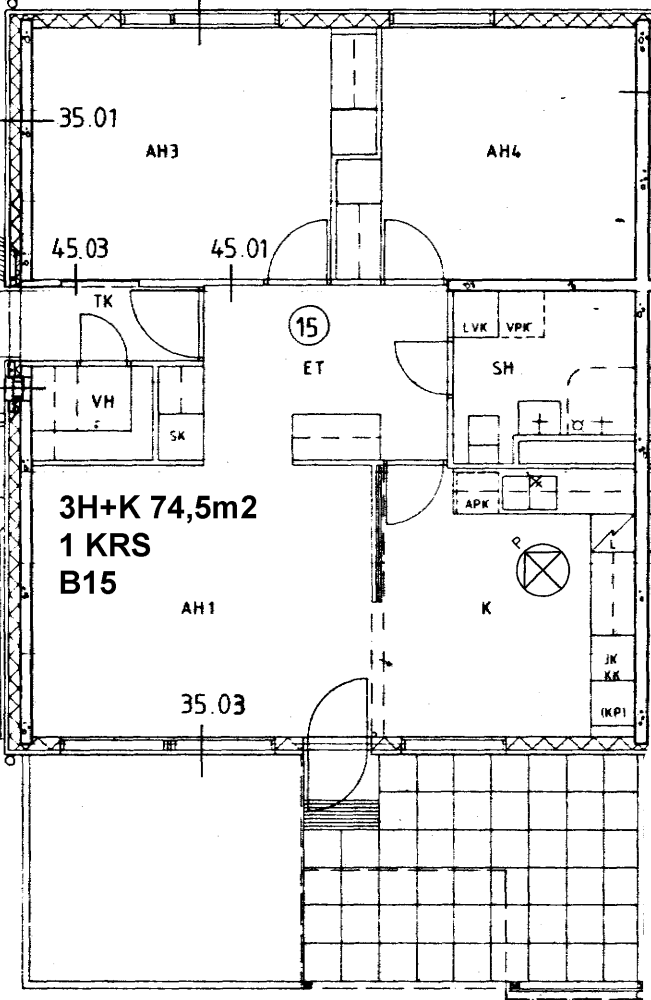 35.01
AH3
AH4
45.03
45.01
TK
15
LVK
VPK
ET
SH
VH
SK
3H+K 74,5m2
1 KRS
B15
APK
P
L
AH1
K
JK
KK
35.03
(KP)